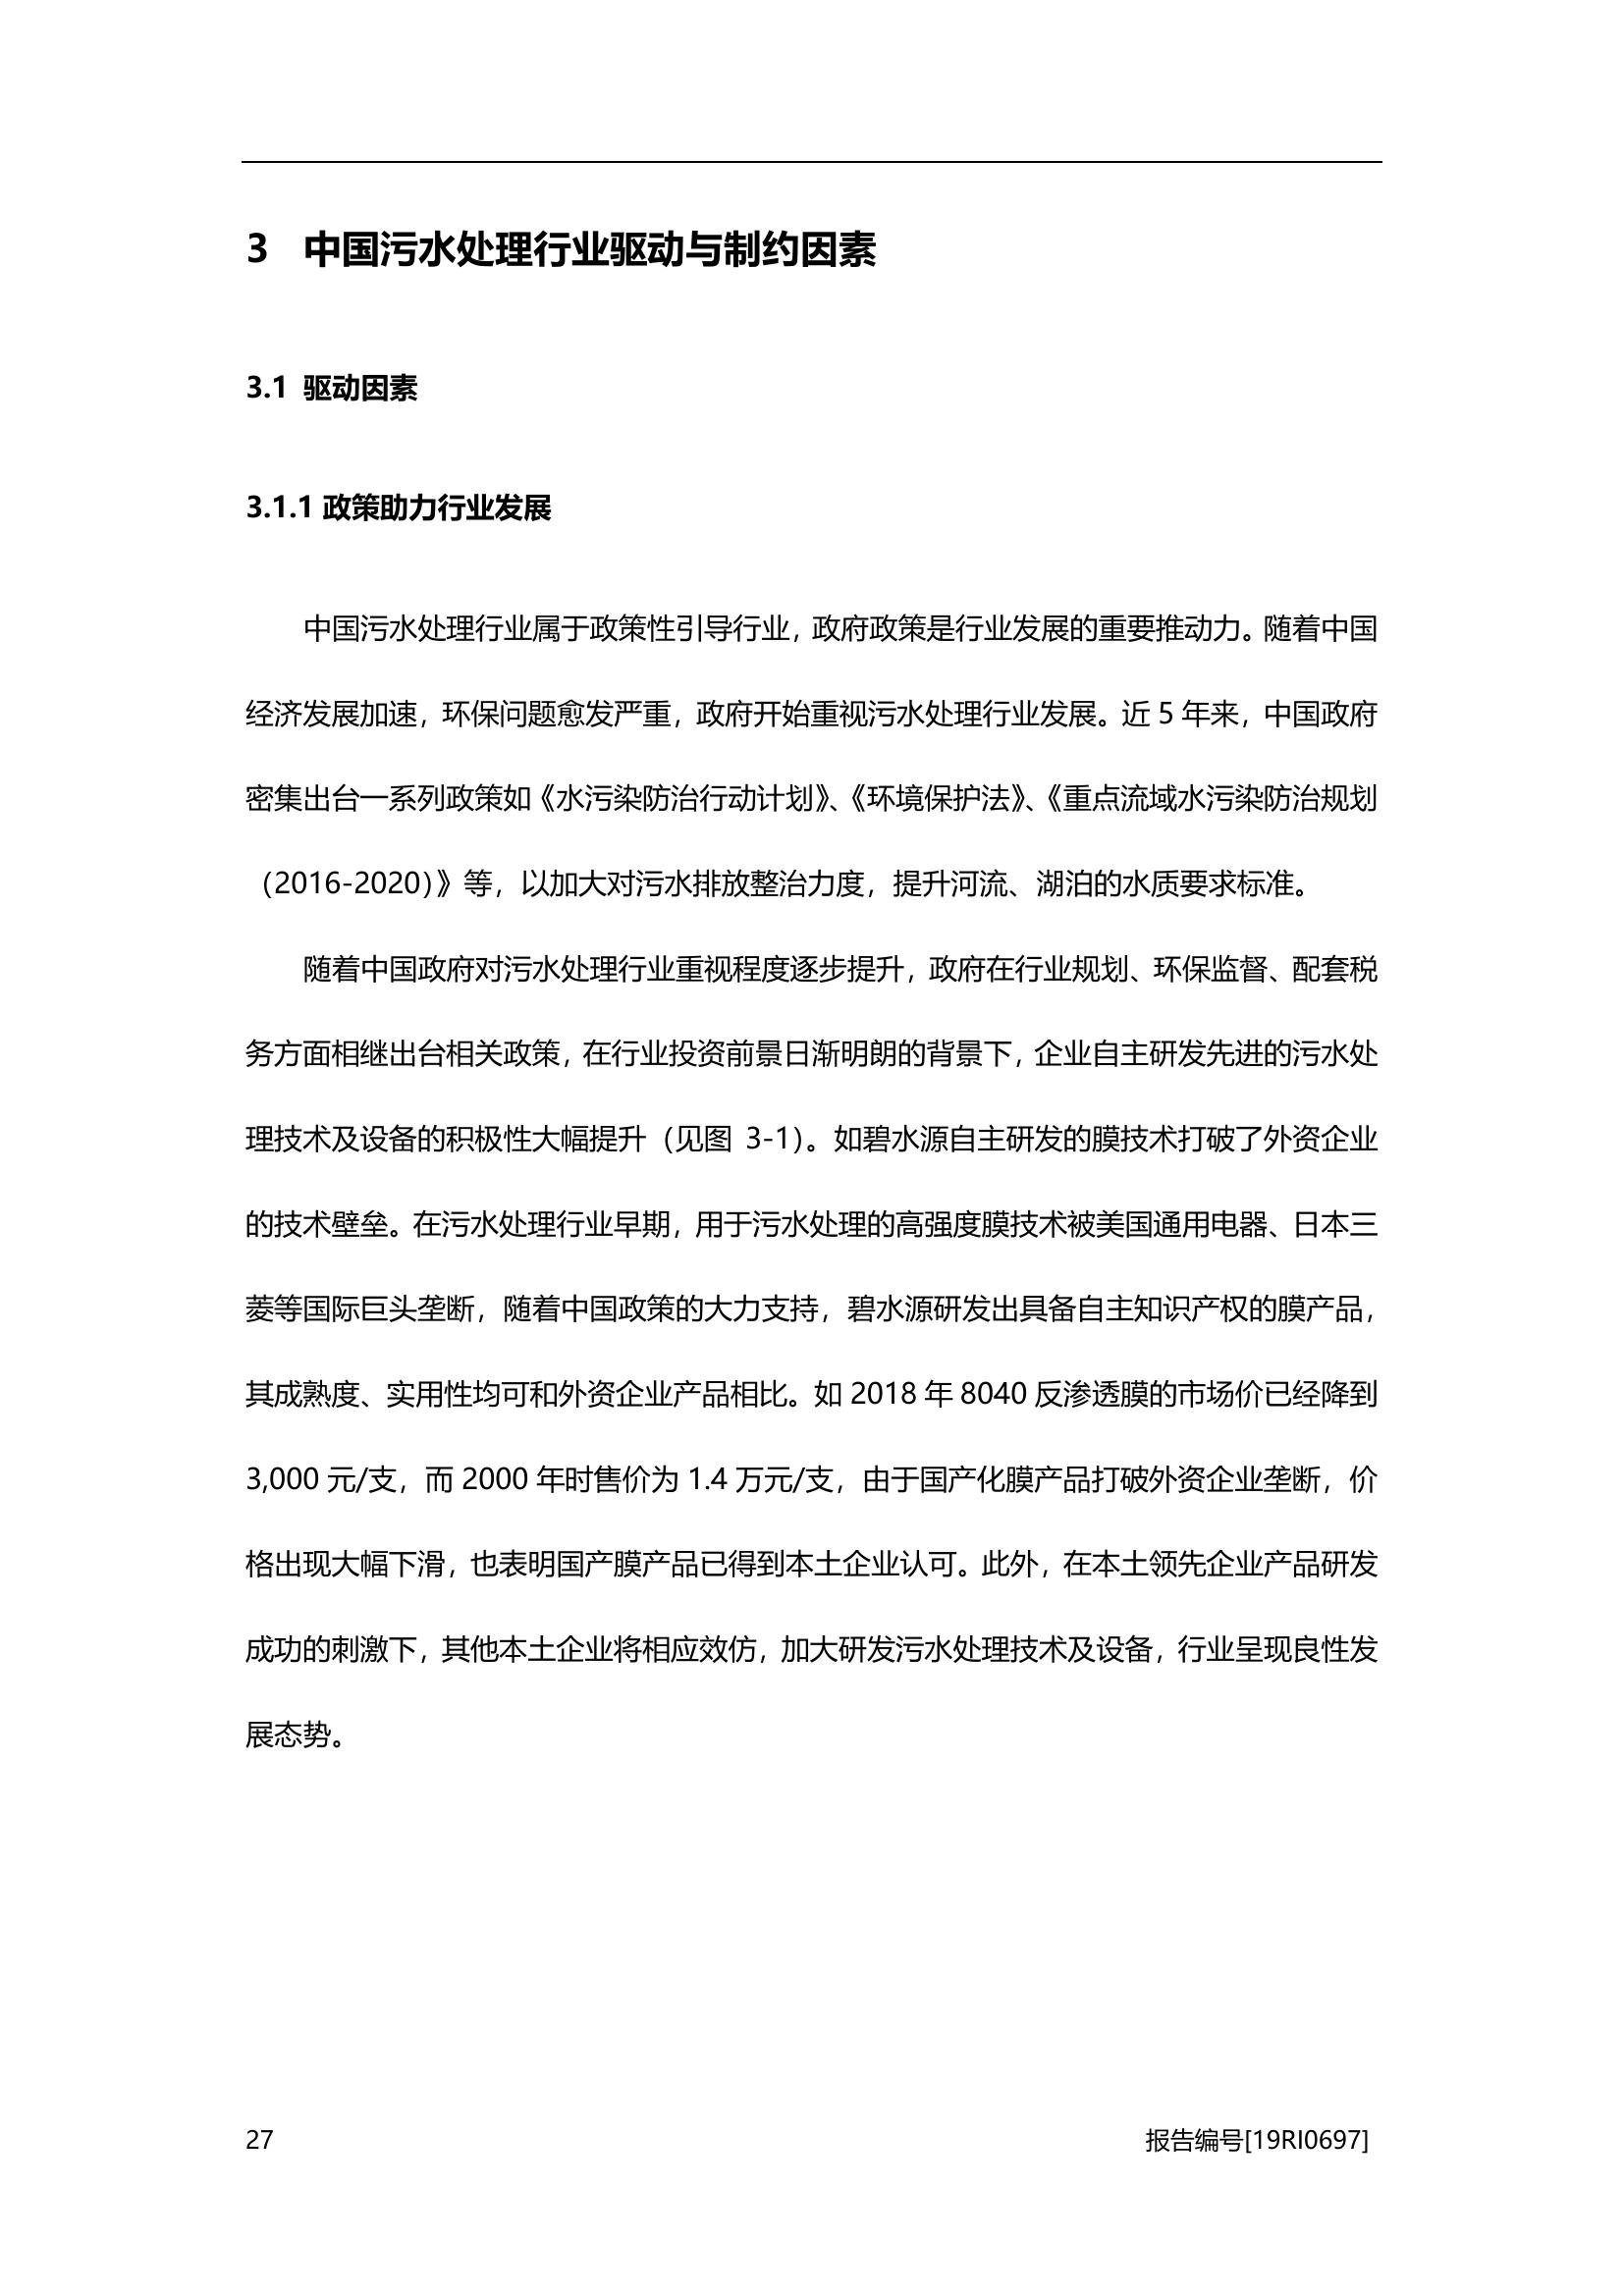 3 中国污水处理行业驱动与制约因素
3.1 驱动因素
3.1.1 政策助力行业发展
中国污水处理行业属于政策性引导行业，政府政策是行业发展的重要推动力。随着中国
经济发展加速，环保问题愈发严重，政府开始重视污水处理行业发展。近 5 年来，中国政府
密集出台一系列政策如《水污染防治行动计划》、《环境保护法》、《重点流域水污染防治规划
（2016-2020）》等，以加大对污水排放整治力度，提升河流、湖泊的水质要求标准。
随着中国政府对污水处理行业重视程度逐步提升，政府在行业规划、环保监督、配套税
务方面相继出台相关政策，在行业投资前景日渐明朗的背景下，企业自主研发先进的污水处
理技术及设备的积极性大幅提升（见图 3-1）。如碧水源自主研发的膜技术打破了外资企业
的技术壁垒。在污水处理行业早期，用于污水处理的高强度膜技术被美国通用电器、日本三
菱等国际巨头垄断，随着中国政策的大力支持，碧水源研发出具备自主知识产权的膜产品，
其成熟度、实用性均可和外资企业产品相比。如 2018 年 8040 反渗透膜的市场价已经降到
3,000 元/支，而 2000 年时售价为 1.4 万元/支，由于国产化膜产品打破外资企业垄断，价
格出现大幅下滑，也表明国产膜产品已得到本土企业认可。此外，在本土领先企业产品研发
成功的刺激下，其他本土企业将相应效仿，加大研发污水处理技术及设备，行业呈现良性发
展态势。
27 报告编号[19RI0697]